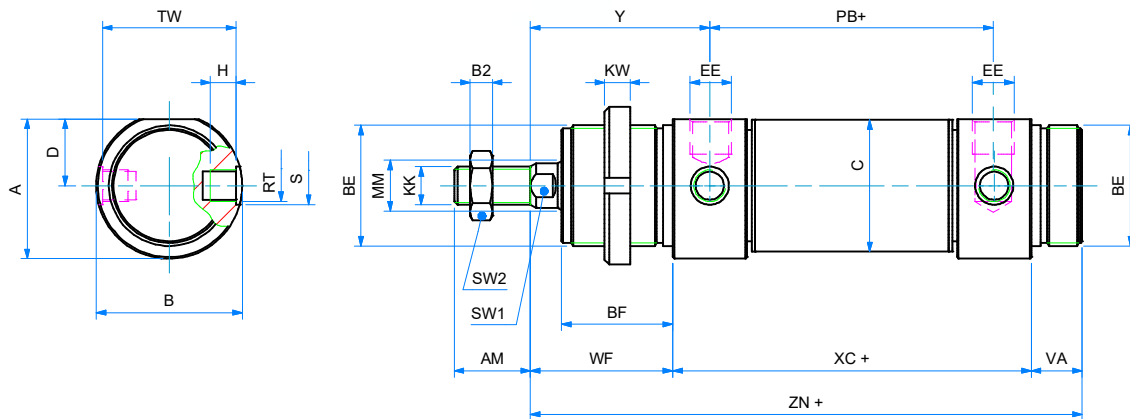 TW
Y
PB+
H
B2
KW
EE
EE
D
A
RT
S
BE
MM
KK
C
BE
SW2
SW1
B
BF
AM
WF
XC +
VA
ZN +